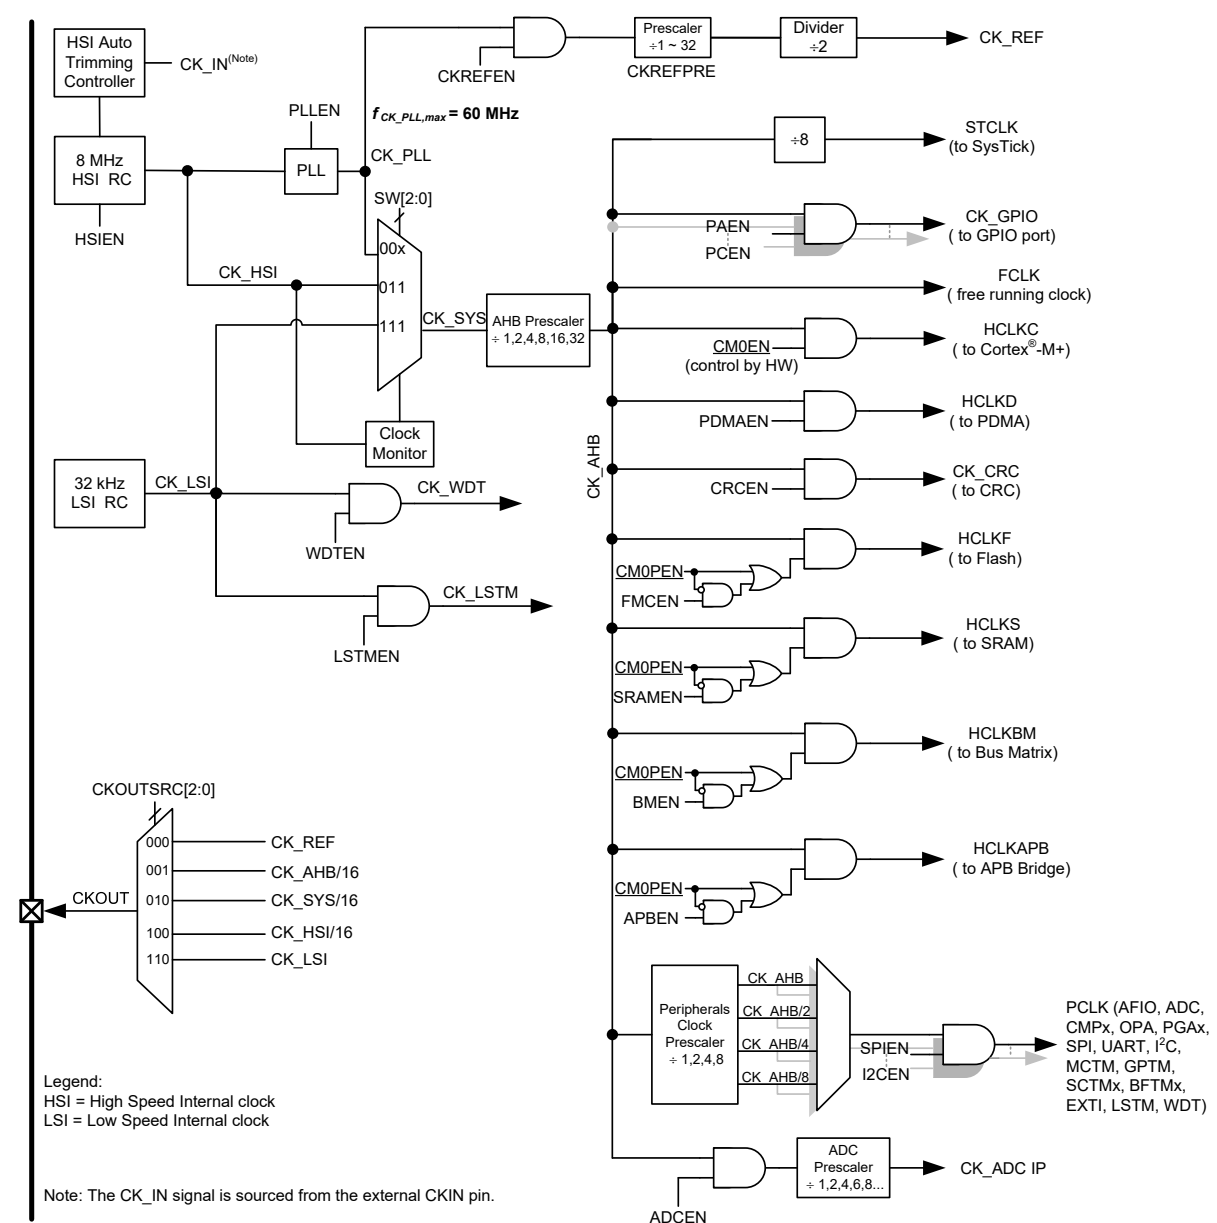 HSI Auto
Trimming
Controller
CK_IN(Note)
8 MHz
HSI RC
HSIEN
PLLEN
PLL
CK_PLL
fCK_PLL,max = 60 MHz
CKREFEN
Prescaler
÷1 ~ 32
CKREFPRE
Divider
÷2
CK_REF
SW[2:0]
00x
011
111
CK_HSI
CK_SYS
AHB Prescaler
÷ 1,2,4,8,16,32
Clock
Monitor
32 kHz
LSI RC
CK_LSI
CK_WDT
WDTEN
CK_LSTM
LSTMEN
CK_AHB
÷8
STCLK
(to SysTick)
PAEN
PCEN
CK_GPIO
( to GPIO port)
FCLK
( free running clock)
CM0EN
(control by HW)
HCLKC
( to Cortex®-M+)
PDMAEN
HCLKD
( to PDMA)
CRCEN
CK_CRC
( to CRC)
CM0PEN
FMCEN
HCLKF
( to Flash)
CM0PEN
SRAMEN
HCLKS
( to SRAM)
CM0PEN
BMEN
HCLKBM
( to Bus Matrix)
CM0PEN
APBEN
HCLKAPB
( to APB Bridge)
Peripherals
Clock
Prescaler
÷ 1,2,4,8
CK_AHB
CK_AHB/2
CK_AHB/4
CK_AHB/8
SPIEN
I2CEN
PCLK (AFIO, ADC,
CMPx, OPA, PGAx,
SPI, UART, I²C,
MCTM, GPTM,
SCTMx, BFTMx,
EXTI, LSTM, WDT)
ADCEN
ADC
Prescaler
÷ 1,2,4,6,8...
CK_ADC IP
CKOUTSRC[2:0]
CKOUT
000
CK_REF
001
CK_AHB/16
010
CK_SYS/16
100
CK_HSI/16
110
CK_LSI
Legend:
HSI = High Speed Internal clock
LSI = Low Speed Internal clock
Note: The CK_IN signal is sourced from the external CKIN pin.